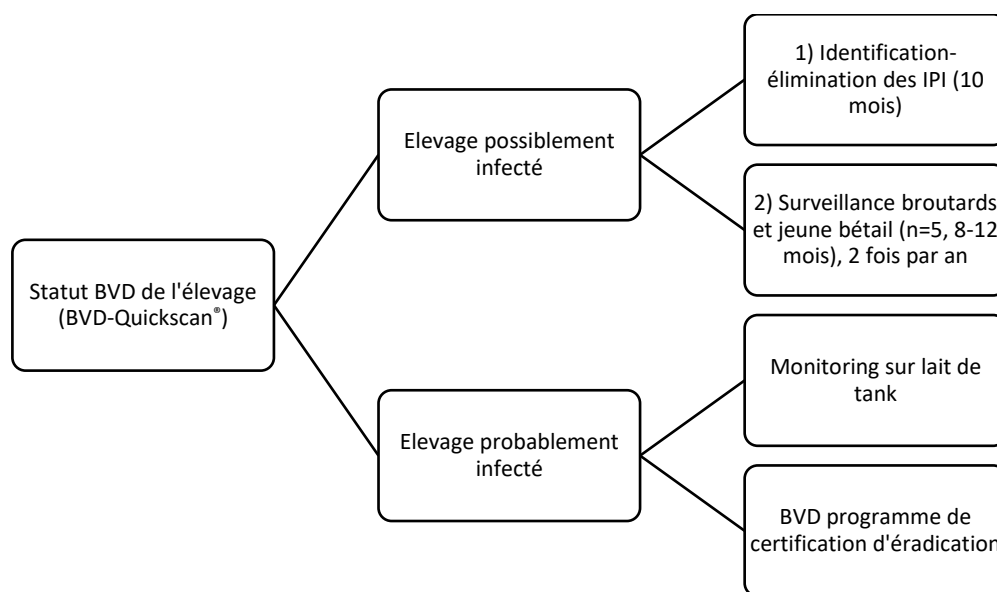 Statut BVD de l'élevage
(BVD-Quickscan®)
Elevage possiblement
infecté
1) Identification-
élimination des IPI (10
mois)
2) Surveillance broutards
et jeune bétail (n=5, 8-12
mois), 2 fois par an
Elevage probablement
infecté
Monitoring sur lait de
tank
BVD programme de
certification d'éradication